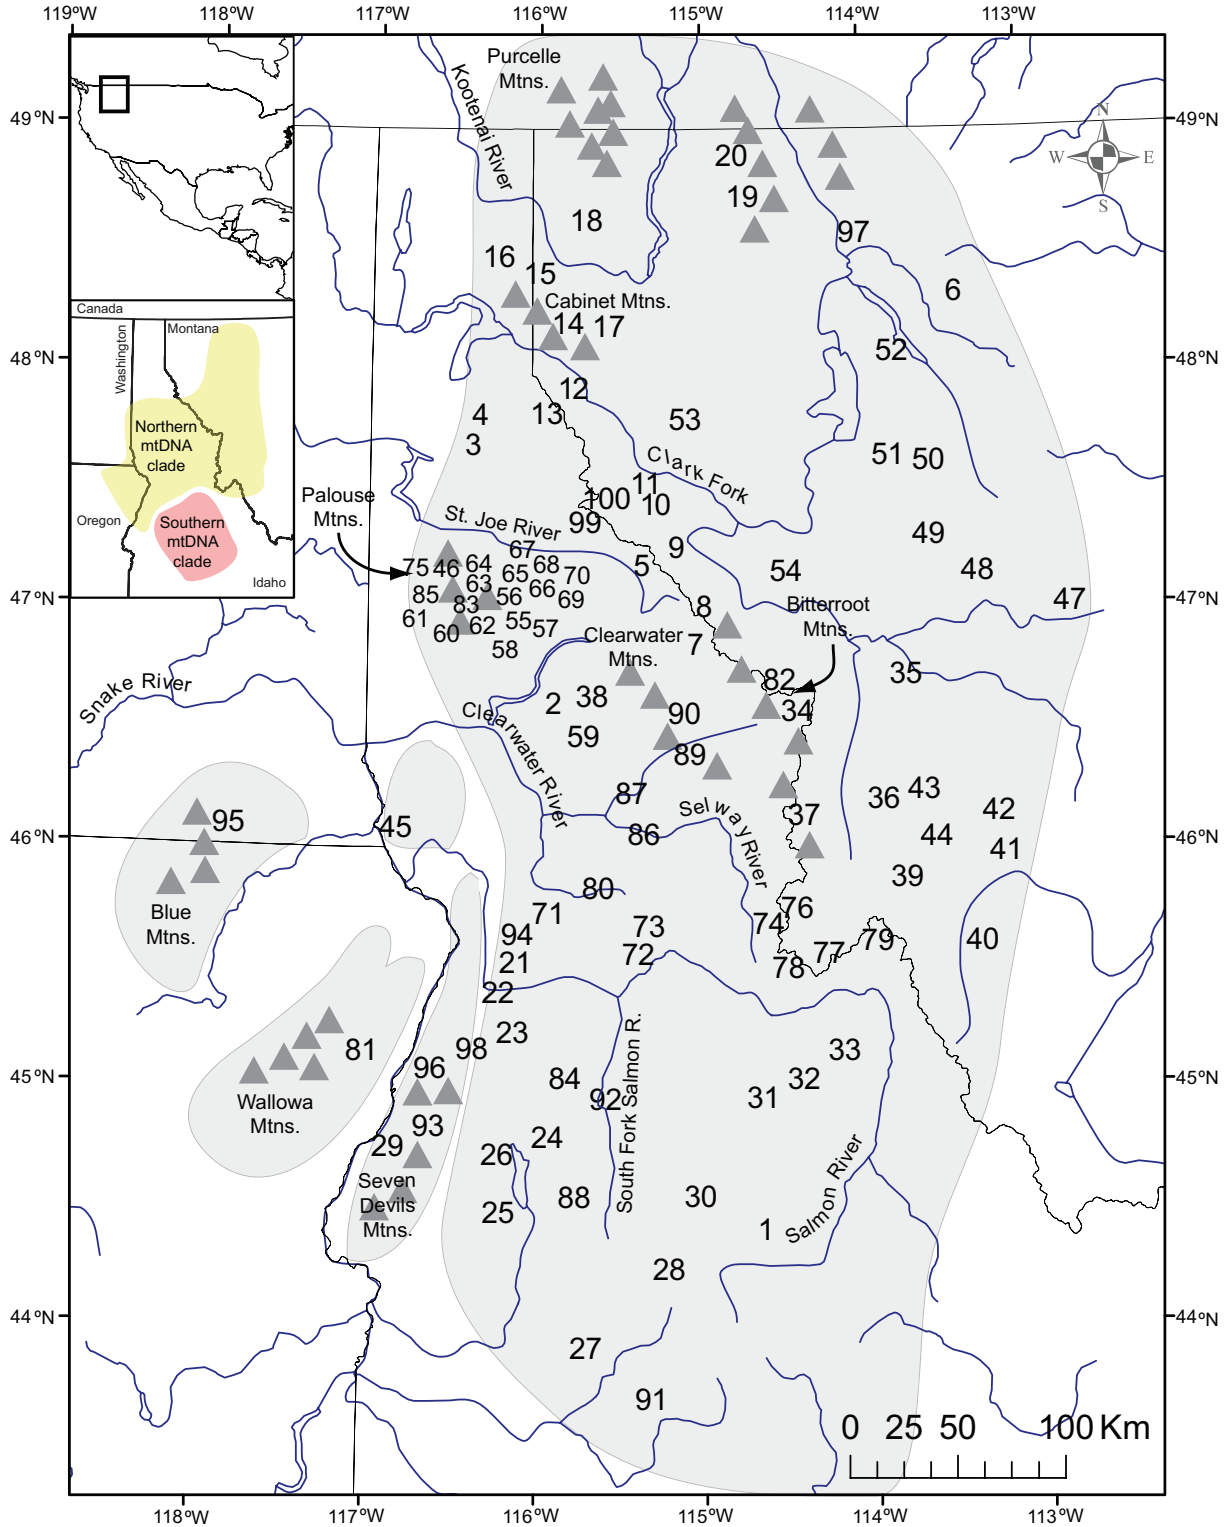 119°W 118°W 117°W 116°W 115°W 114°W 113°W
Purcelle
Mtns.
Kootenai River
49°N
49°N
N
W E
S
20
19
18
97
16
15
6
Cabinet Mtns.
14 17
Canada
Washington
Montana
48°N
52
48°N
12
13
4
3
53
Northern
mtDNA
clade
51 50
Clark Fork
11
100 10
99
Palouse
Mtns.
Oregon
Southern
mtDNA
clade
Idaho
St. Joe River
49
67
9
5
75 46 64 65 68 70
63 66
54
48
85 83 56 69
47°N
47
47°N
61 60 62 55 57
58
8
Bitterroot
Mtns.
Clearwater
Mtns.
7
35
82
Snake River
2 38
34
90
Clearwater River
59
89
87
Selway River
36 43
42
37
95
45
46°N
86
44
41
46°N
39
80
Blue
Mtns.
71
76
94
73
74
21
72
77 79
40
78
22
23
81
98
33
96
45°N
84
32
45°N
92
31
Wallowa
Mtns.
South Fork Salmon R.
93
29
24
26
Seven
Devils
Mtns.
88
30
25
1
Salmon River
28
44°N
44°N
27
91
0 25 50 100 Km
118°W 117°W 116°W 115°W 114°W 113°W